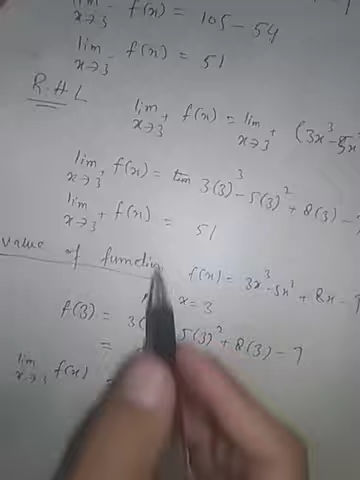 lim x→3⁻ f(x) = 105 - 54
lim x→3⁻ f(x) = 51
R.H.L
lim x→3⁺ f(x) = lim x→3⁺ (3x³-5x²
lim x→3⁺ f(x) = 3(3)³-5(3)²+8(3)-7
lim x→3⁺ f(x) = 51
value of function
f(x) = 3x³-5x²+8x-7
x=3
f(3) = 3( 5(3)²+8(3)-7
=
lim x→3 f(x) =